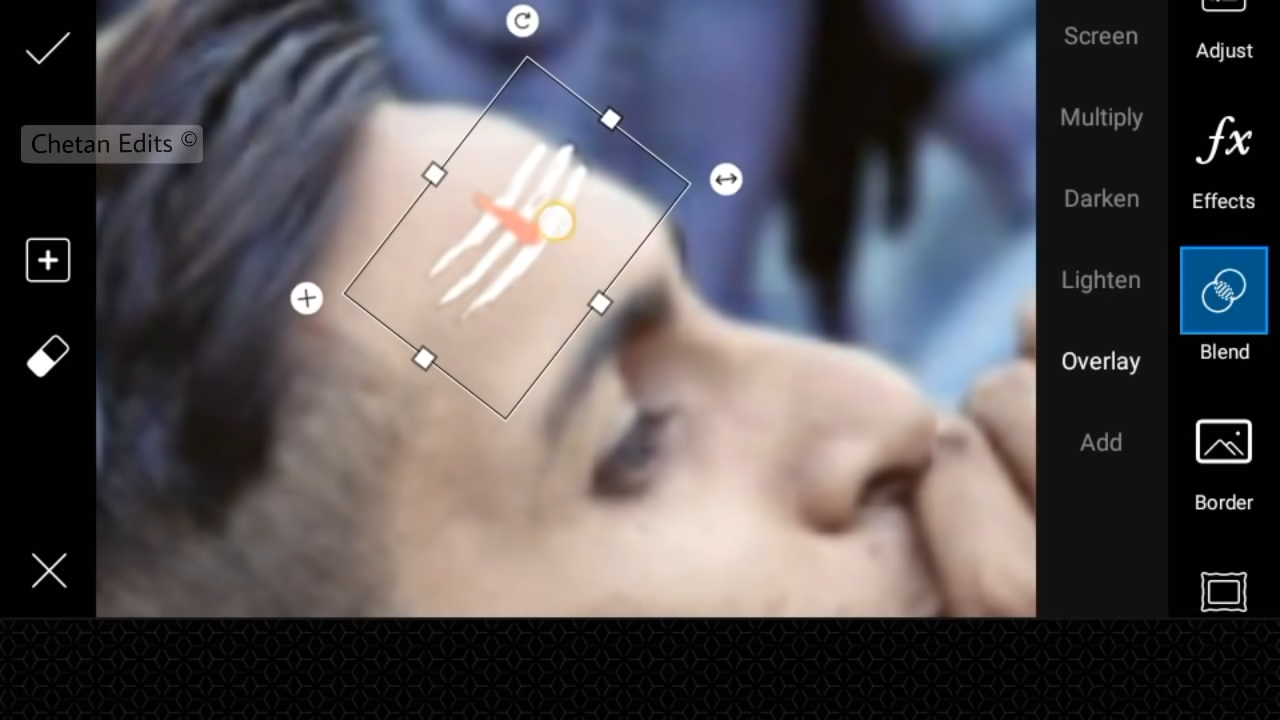 Chetan Edits ©
Screen
Multiply
Darken
Lighten
Overlay
Add
Adjust
fx
Effects
Blend
Border